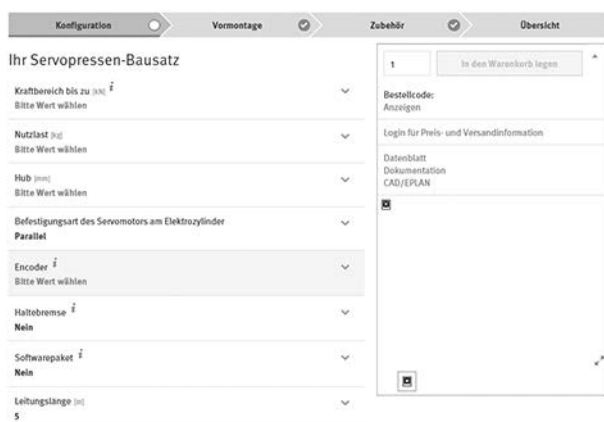 Konfiguration
Vormontage
Zubehör
Übersicht
Ihr Servopressen-Bausatz
Kraftbereich bis zu [kN] i
Bitte Wert wählen
Nutzlast [kg]
Bitte Wert wählen
Hub [mm]
Bitte Wert wählen
Befestigungsart des Servomotors am Elektrozylinder
Parallel
Encoder i
Bitte Wert wählen
Haltebremse i
Nein
Softwarepaket i
Nein
Leitungslänge [m]
5
1
In den Warenkorb legen
Bestellcode:
Anzeigen
Login für Preis- und Versandinformation
Datenblatt
Dokumentation
CAD/EPLAN